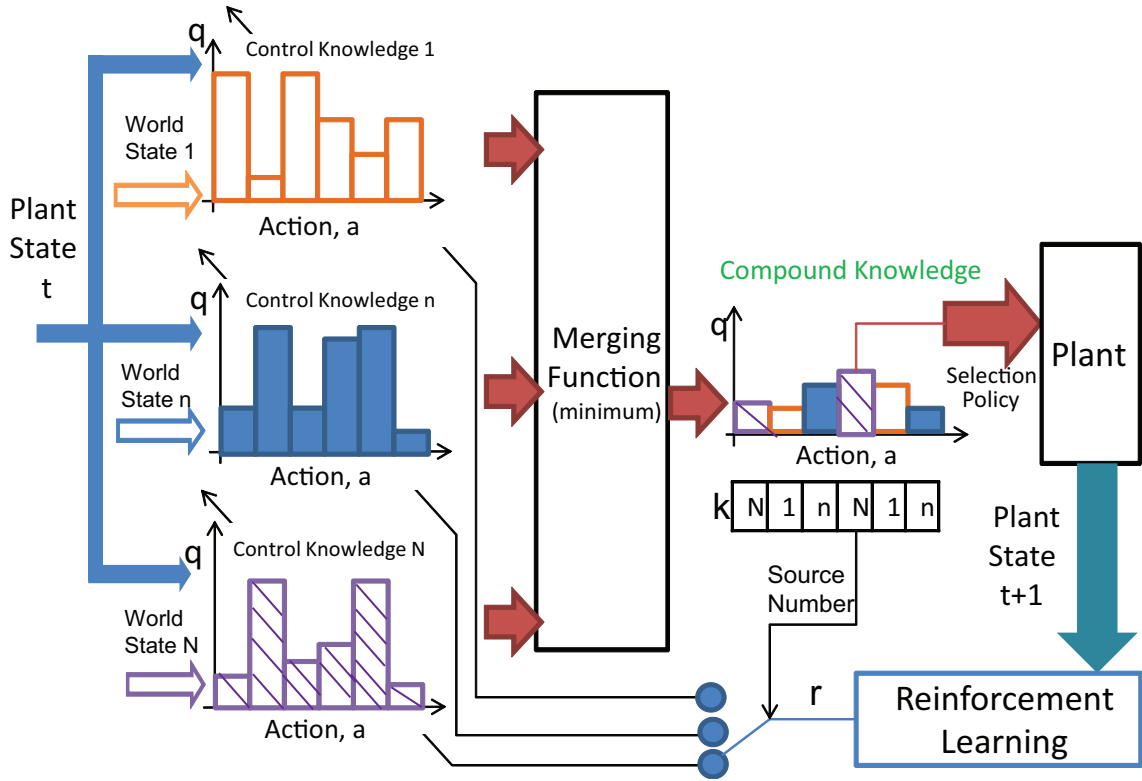 q
Control Knowledge 1
World
State 1
Action, a
Plant
State
t
q
Control Knowledge n
World
State n
Action, a
q
Control Knowledge N
World
State N
Action, a
Merging
Function
(minimum)
Compound Knowledge
q
Action, a
Selection
Policy
Plant
k N 1 n N 1 n
Source
Number
Plant
State
t+1
r
Reinforcement
Learning